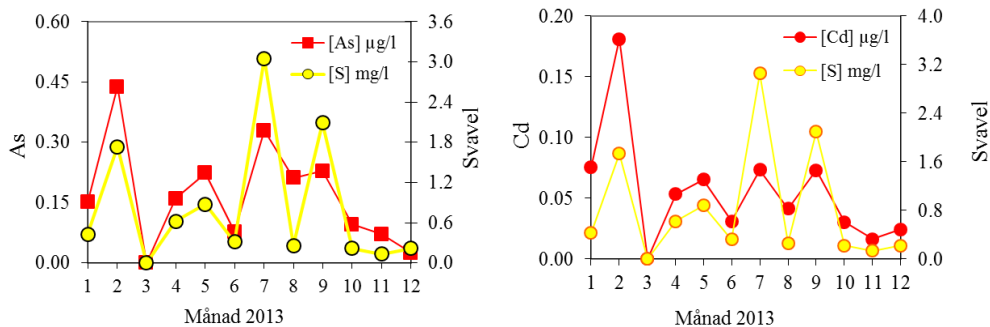 0.60
0.45
0.30
0.15
0.00
As
3.6
3.0
2.4
1.8
1.2
0.6
0.0
Svavel
[As] µg/l
[S] mg/l
1 2 3 4 5 6 7 8 9 10 11 12
Månad 2013
0.20
0.15
0.10
0.05
0.00
Cd
4.0
3.2
2.4
1.6
0.8
0.0
Svavel
[Cd] µg/l
[S] mg/l
1 2 3 4 5 6 7 8 9 10 11 12
Månad 2013